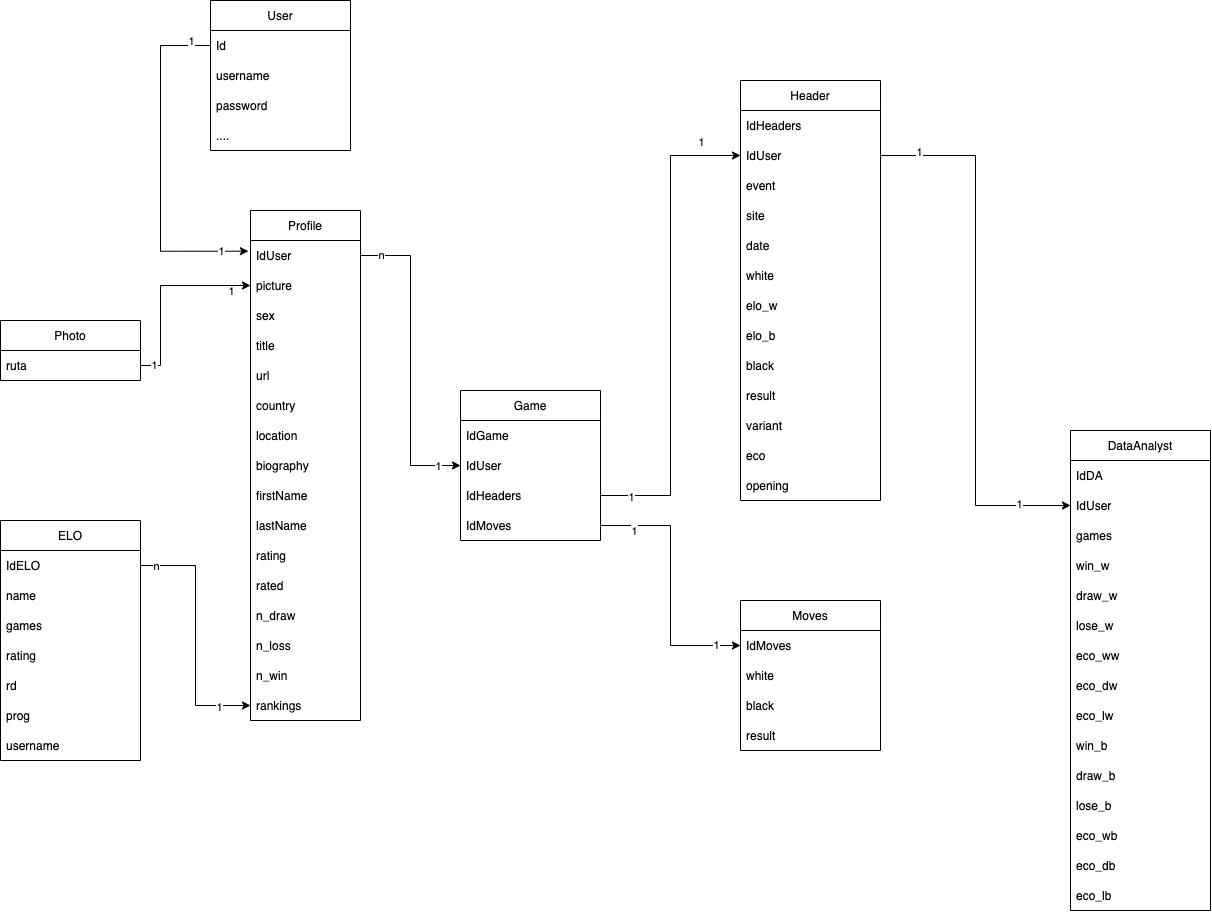 User
Id
username
password
....
1
1
Profile
IdUser
picture
sex
title
url
country
location
biography
firstName
lastName
rating
rated
n_draw
n_loss
n_win
rankings
1
1
Photo
ruta
ELO
IdELO
name
games
rating
rd
prog
username
n
1
n
1
Game
IdGame
IdUser
IdHeaders
IdMoves
1
1
1
1
Header
IdHeaders
IdUser
event
site
date
white
elo_w
elo_b
black
result
variant
eco
opening
Moves
IdMoves
white
black
result
1
1
DataAnalyst
IdDA
IdUser
games
win_w
draw_w
lose_w
eco_ww
eco_dw
eco_lw
win_b
draw_b
lose_b
eco_wb
eco_db
eco_lb